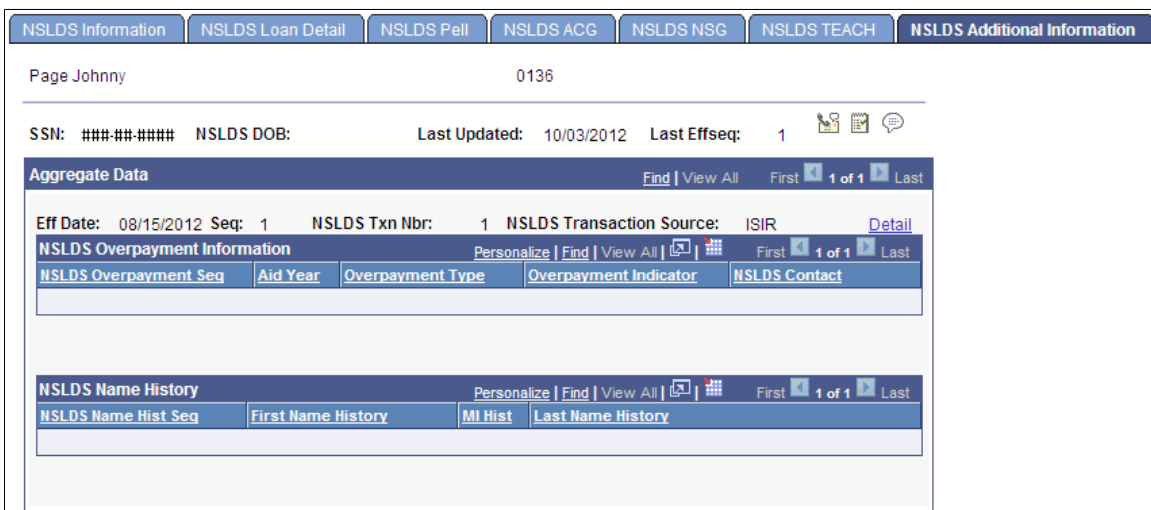 NSLDS Information NSLDS Loan Detail NSLDS Pell NSLDS ACG NSLDS NSG NSLDS TEACH NSLDS Additional Information
Page Johnny 0136
SSN: ###-##-#### NSLDS DOB: Last Updated: 10/03/2012 Last Effseq: 1
Aggregate Data Find | View All First 1 of 1 Last
Eff Date: 08/15/2012 Seq: 1 NSLDS Txn Nbr: 1 NSLDS Transaction Source: ISIR Detail
NSLDS Overpayment Information Personalize | Find | View All | | First 1 of 1 Last
NSLDS Overpayment Seq Aid Year Overpayment Type Overpayment Indicator NSLDS Contact
NSLDS Name History Personalize | Find | View All | | First 1 of 1 Last
NSLDS Name Hist Seq First Name History MI Hist Last Name History